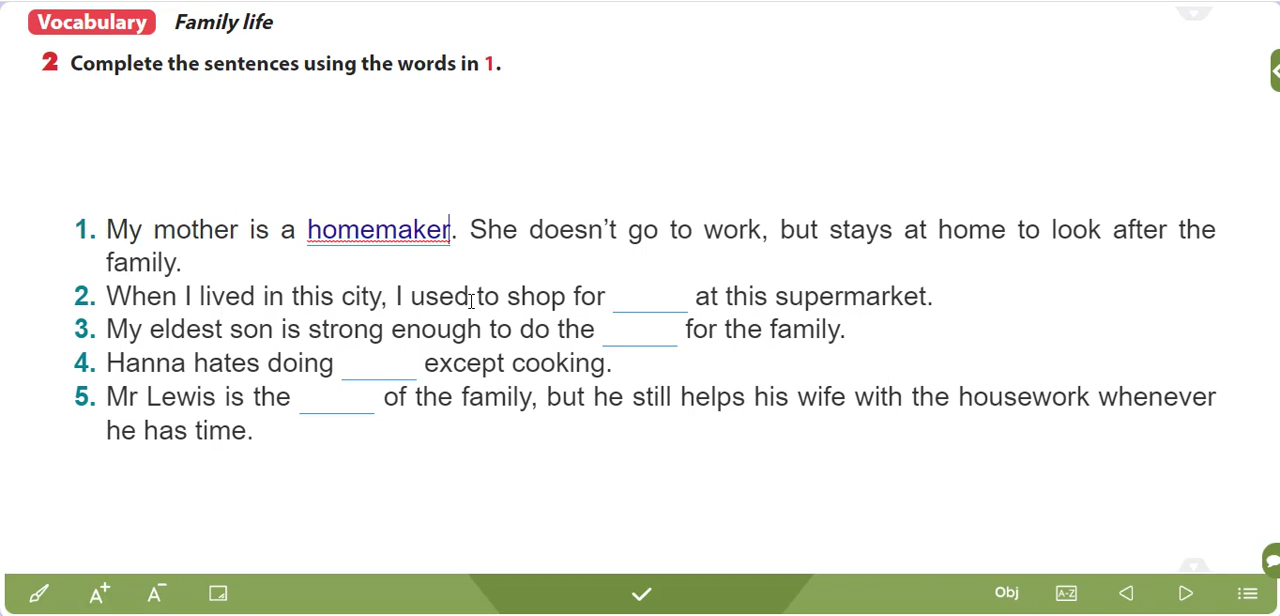 Vocabulary Family life
2 Complete the sentences using the words in 1.
1. My mother is a homemaker. She doesn’t go to work, but stays at home to look after the
family.
2. When I lived in this city, I used to shop for ______ at this supermarket.
3. My eldest son is strong enough to do the ______ for the family.
4. Hanna hates doing ______ except cooking.
5. Mr Lewis is the ______ of the family, but he still helps his wife with the housework whenever
he has time.
A+ A- Obj A-Z